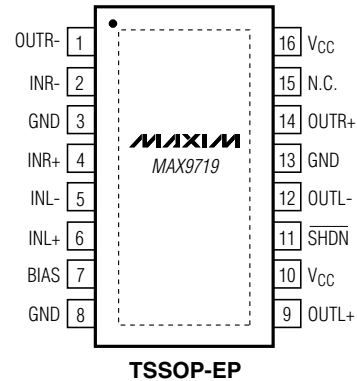 OUTR- 1
INR- 2
GND 3
INR+ 4
INL- 5
INL+ 6
BIAS 7
GND 8
MAXIM
MAX9719
16 VCC
15 N.C.
14 OUTR+
13 GND
12 OUTL-
11 SHDN
10 VCC
9 OUTL+
TSSOP-EP